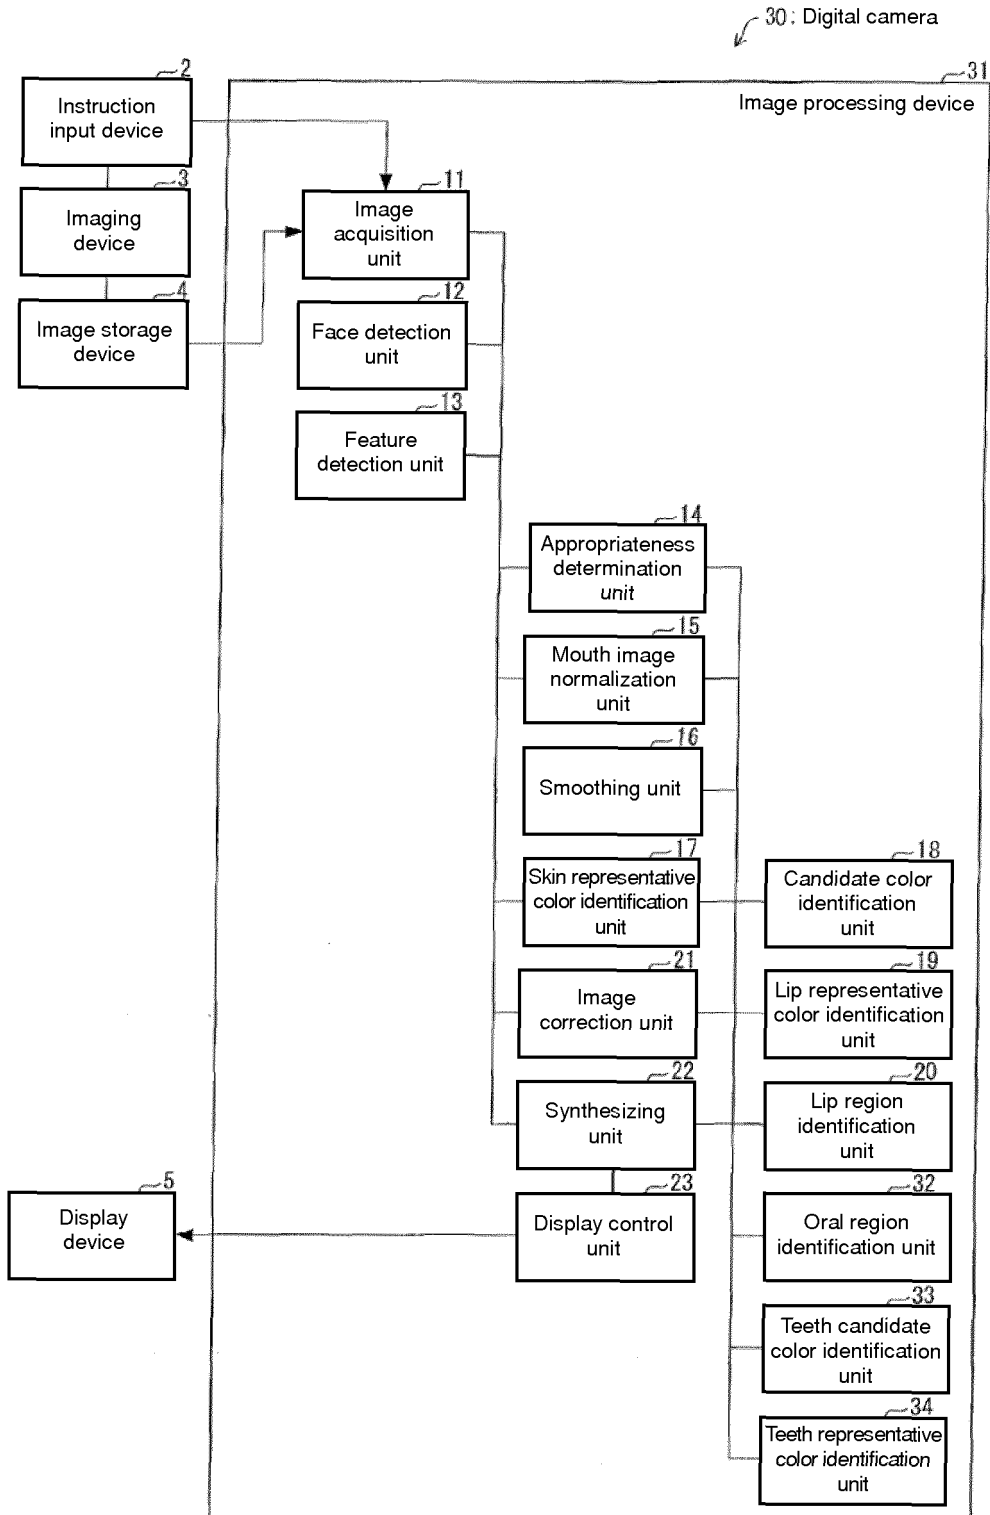 30: Digital camera
31
Image processing device
2
Instruction
input device
3
Imaging
device
4
Image storage
device
11
Image
acquisition
unit
12
Face detection
unit
13
Feature
detection unit
14
Appropriateness
determination
unit
15
Mouth image
normalization
unit
16
Smoothing unit
17
Skin representative
color identification
unit
18
Candidate color
identification
unit
21
Image
correction unit
19
Lip representative
color identification
unit
22
Synthesizing
unit
20
Lip region
identification
unit
5
Display
device
23
Display control
unit
32
Oral region
identification unit
33
Teeth candidate
color identification
unit
34
Teeth representative
color identification
unit